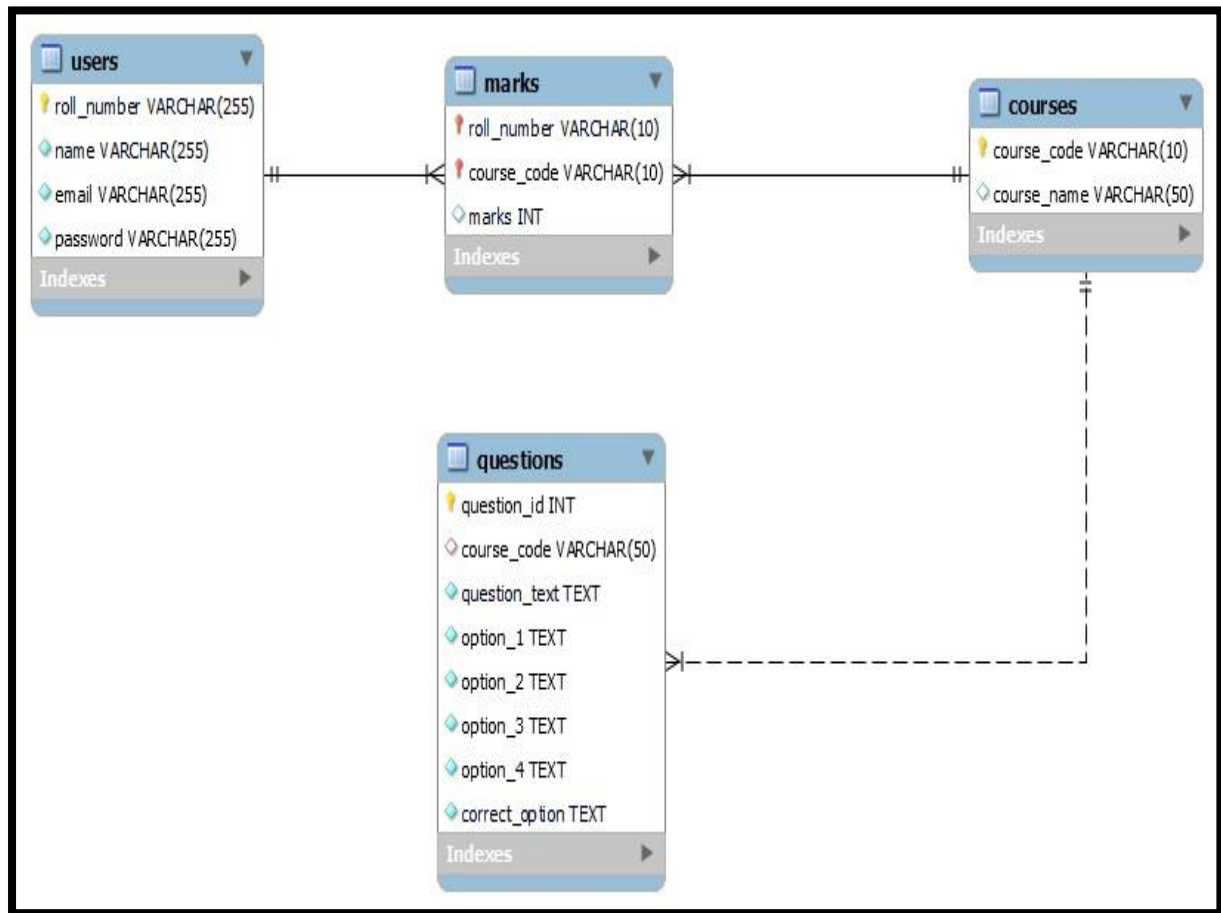 users
roll_number VARCHAR(255)
name VARCHAR(255)
email VARCHAR(255)
password VARCHAR(255)
Indexes
marks
roll_number VARCHAR(10)
course_code VARCHAR(10)
marks INT
Indexes
courses
course_code VARCHAR(10)
course_name VARCHAR(50)
Indexes
questions
question_id INT
course_code VARCHAR(50)
question_text TEXT
option_1 TEXT
option_2 TEXT
option_3 TEXT
option_4 TEXT
correct_option TEXT
Indexes